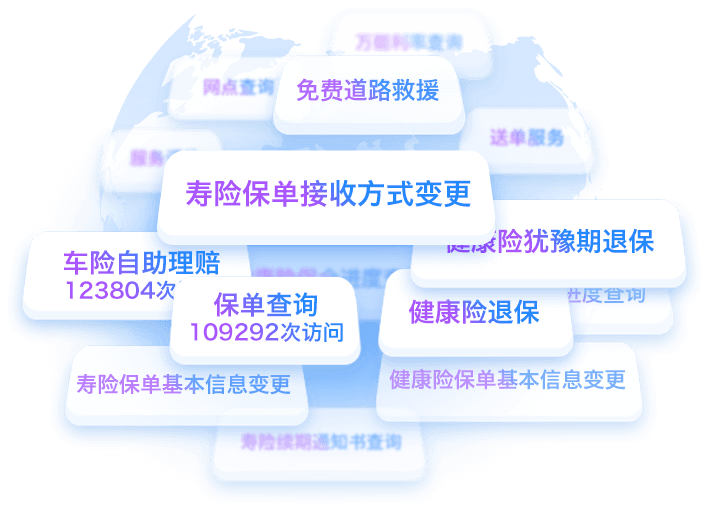 万能利率查询
网点查询
免费道路救援
送单服务
服务
寿险保单接收方式变更
健康险犹豫期退保
车险自助理赔
123804次
保单查询
109292次访问
健康险退保
进度查询
寿险保单基本信息变更
健康险保单基本信息变更
寿险续期通知书查询